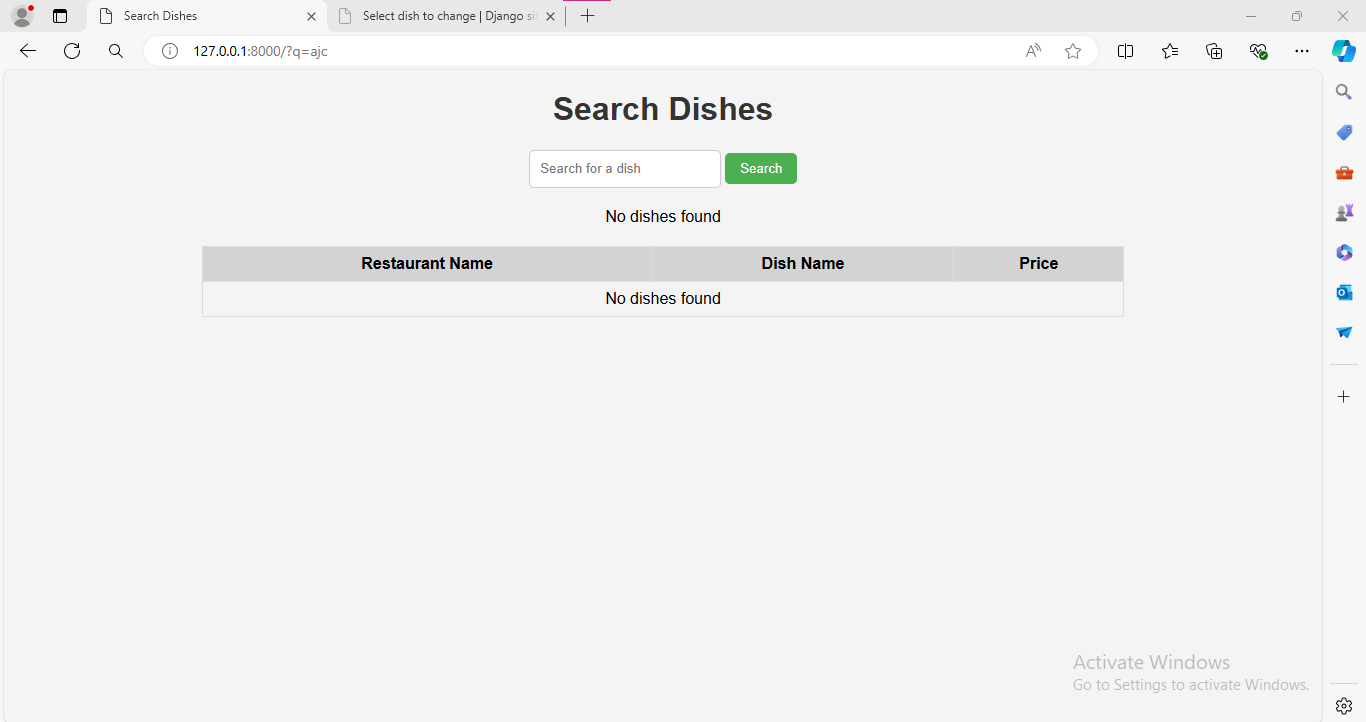 Search Dishes
Select dish to change | Django si
127.0.0.1:8000/?q=ajc
Search Dishes
Search for a dish Search
No dishes found
Restaurant Name Dish Name Price
No dishes found
Activate Windows
Go to Settings to activate Windows.